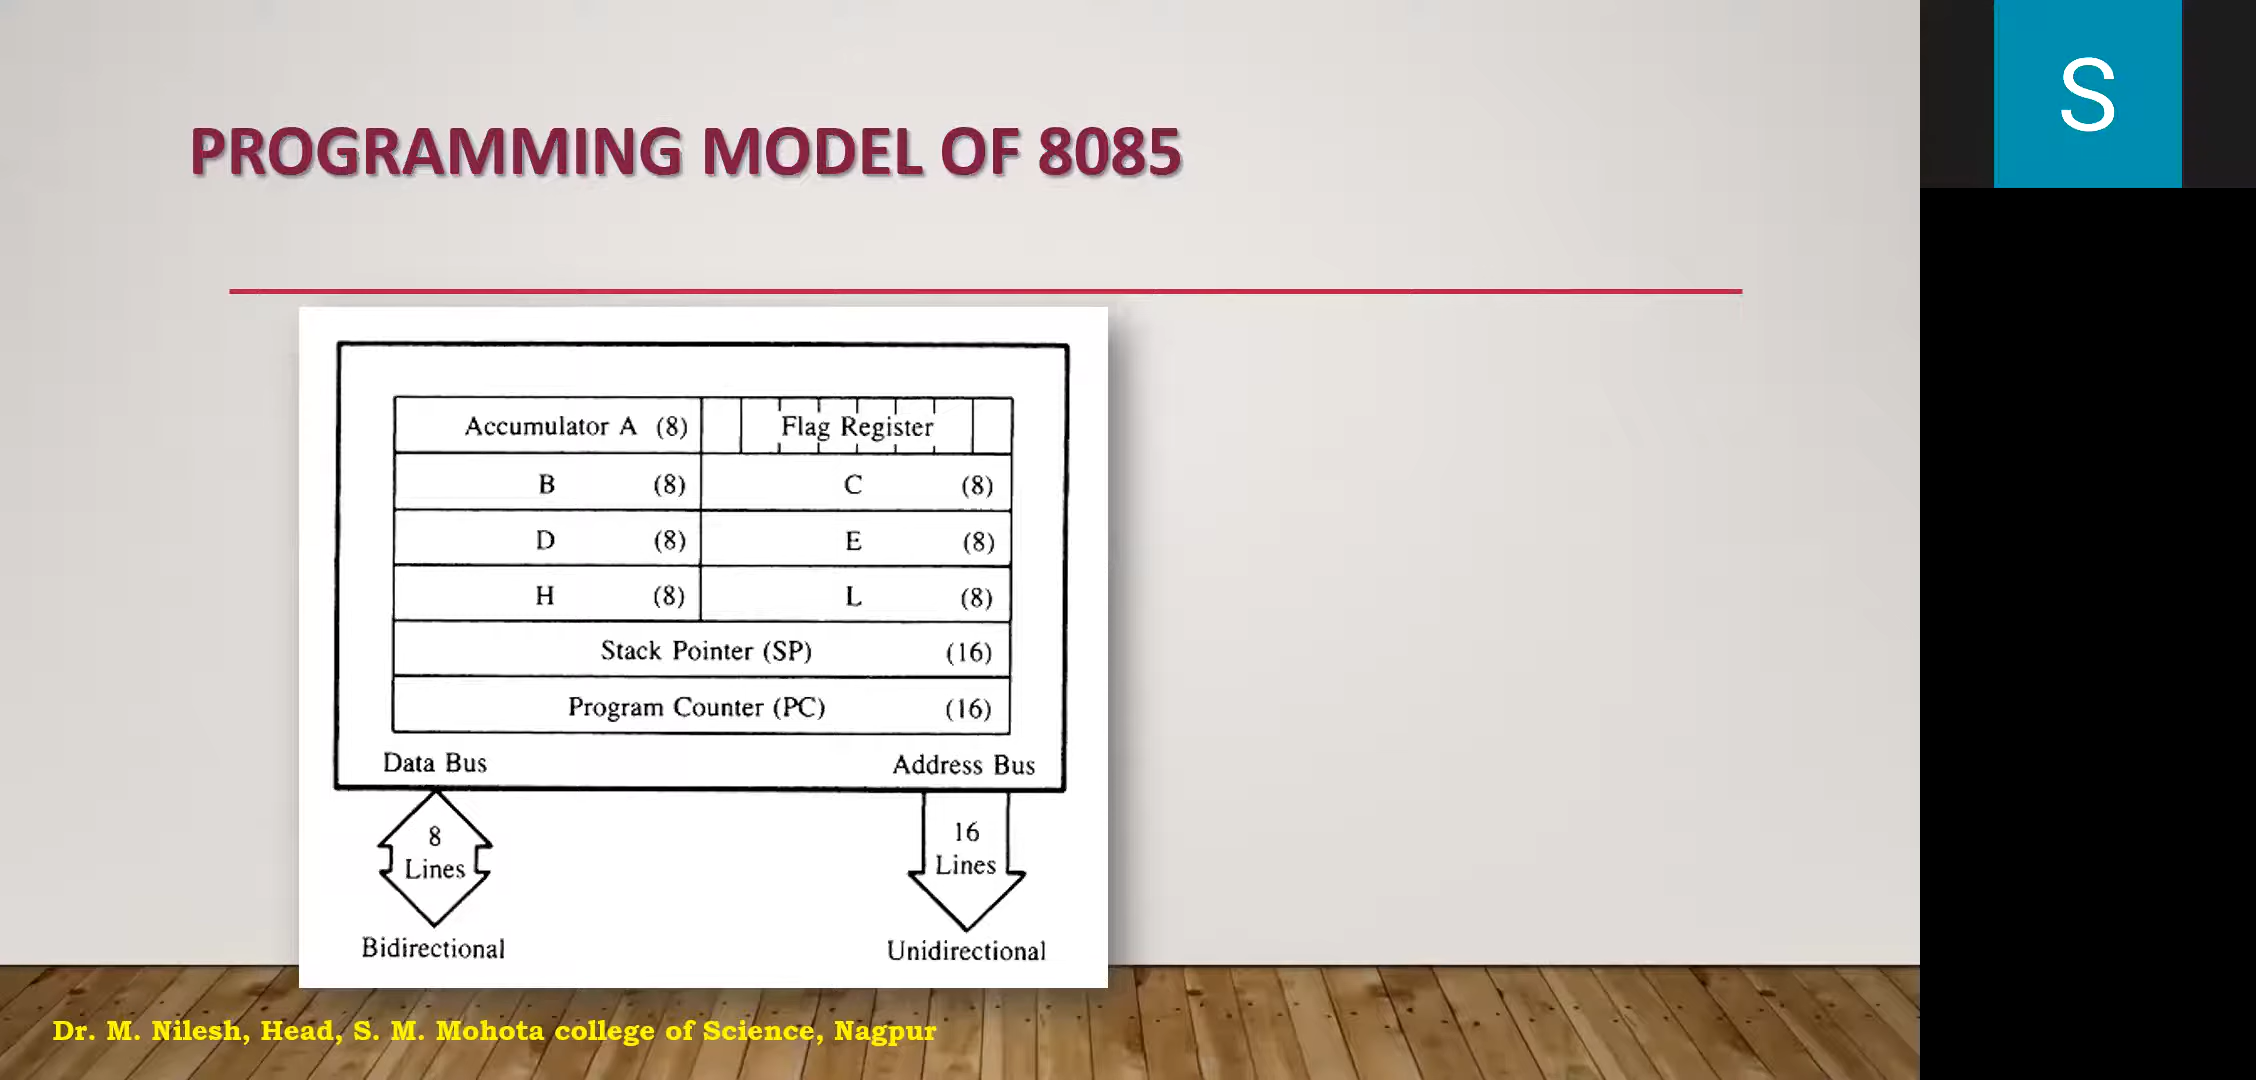 PROGRAMMING MODEL OF 8085
S
Accumulator A (8) Flag Register
B (8) C (8)
D (8) E (8)
H (8) L (8)
Stack Pointer (SP) (16)
Program Counter (PC) (16)
Data Bus Address Bus
8 Lines
16 Lines
Bidirectional Unidirectional
Dr. M. Nilesh, Head, S. M. Mohota college of Science, Nagpur